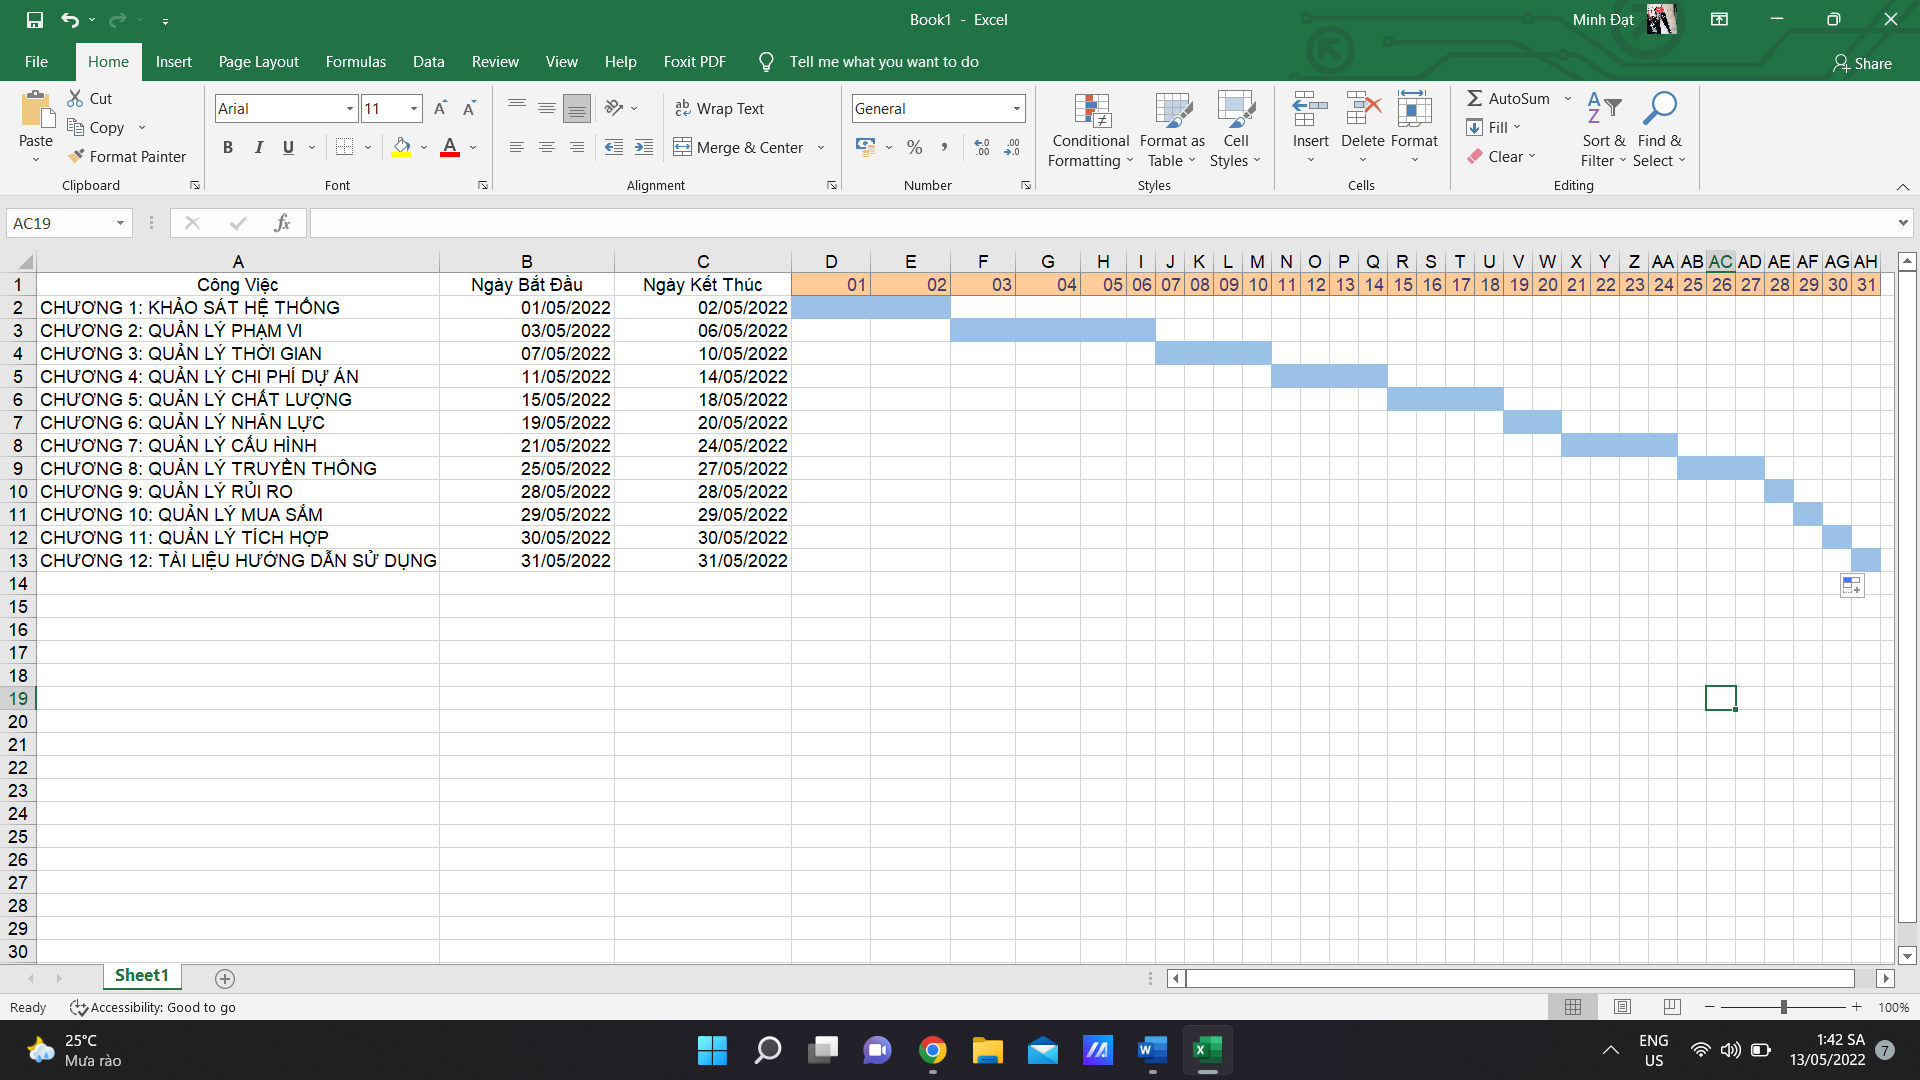 Book1 - Excel
Minh Đạt
File Home Insert Page Layout Formulas Data Review View Help Foxit PDF Tell me what you want to do
Share
Paste
Cut
Copy
Format Painter
Clipboard
Arial 11
B I U
Font
Wrap Text
Merge & Center
Alignment
General
Number
Conditional Formatting
Format as Table
Cell Styles
Styles
Insert
Delete
Format
Cells
AutoSum
Fill
Clear
Sort & Filter
Find & Select
Editing
AC19
fx
A B C D E F G H I J K L M N O P Q R S T U V W X Y Z AA AB AC AD AE AF AG AH
1 Công Việc Ngày Bắt Đầu Ngày Kết Thúc 01 02 03 04 05 06 07 08 09 10 11 12 13 14 15 16 17 18 19 20 21 22 23 24 25 26 27 28 29 30 31
2 CHƯƠNG 1: KHẢO SÁT HỆ THỐNG 01/05/2022 02/05/2022
3 CHƯƠNG 2: QUẢN LÝ PHẠM VI 03/05/2022 06/05/2022
4 CHƯƠNG 3: QUẢN LÝ THỜI GIAN 07/05/2022 10/05/2022
5 CHƯƠNG 4: QUẢN LÝ CHI PHÍ DỰ ÁN 11/05/2022 14/05/2022
6 CHƯƠNG 5: QUẢN LÝ CHẤT LƯỢNG 15/05/2022 18/05/2022
7 CHƯƠNG 6: QUẢN LÝ NHÂN LỰC 19/05/2022 20/05/2022
8 CHƯƠNG 7: QUẢN LÝ CẤU HÌNH 21/05/2022 24/05/2022
9 CHƯƠNG 8: QUẢN LÝ TRUYỀN THÔNG 25/05/2022 27/05/2022
10 CHƯƠNG 9: QUẢN LÝ RỦI RO 28/05/2022 28/05/2022
11 CHƯƠNG 10: QUẢN LÝ MUA SẮM 29/05/2022 29/05/2022
12 CHƯƠNG 11: QUẢN LÝ TÍCH HỢP 30/05/2022 30/05/2022
13 CHƯƠNG 12: TÀI LIỆU HƯỚNG DẪN SỬ DỤNG 31/05/2022 31/05/2022
14
15
16
17
18
19
20
21
22
23
24
25
26
27
28
29
30
Sheet1
Ready Accessibility: Good to go 100%
25°C
Mưa rào
ENG
US
1:42 SA
13/05/2022
7